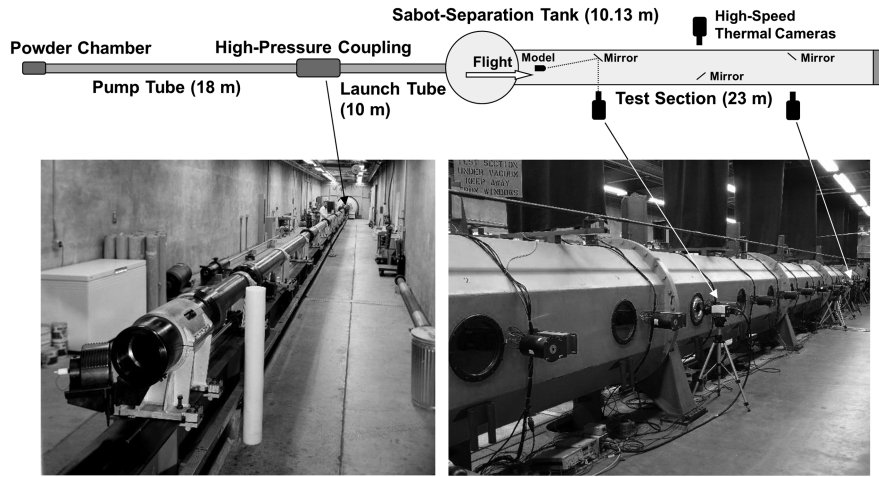 Sabot-Separation Tank (10.13 m)
High-Speed
Thermal Cameras
Powder Chamber
High-Pressure Coupling
Flight
Model
Mirror
Mirror
Mirror
Pump Tube (18 m)
Launch Tube
(10 m)
Test Section (23 m)
TEST SECTION
UNDER VACUUM
KEEP AWAY
FROM WINDOWS